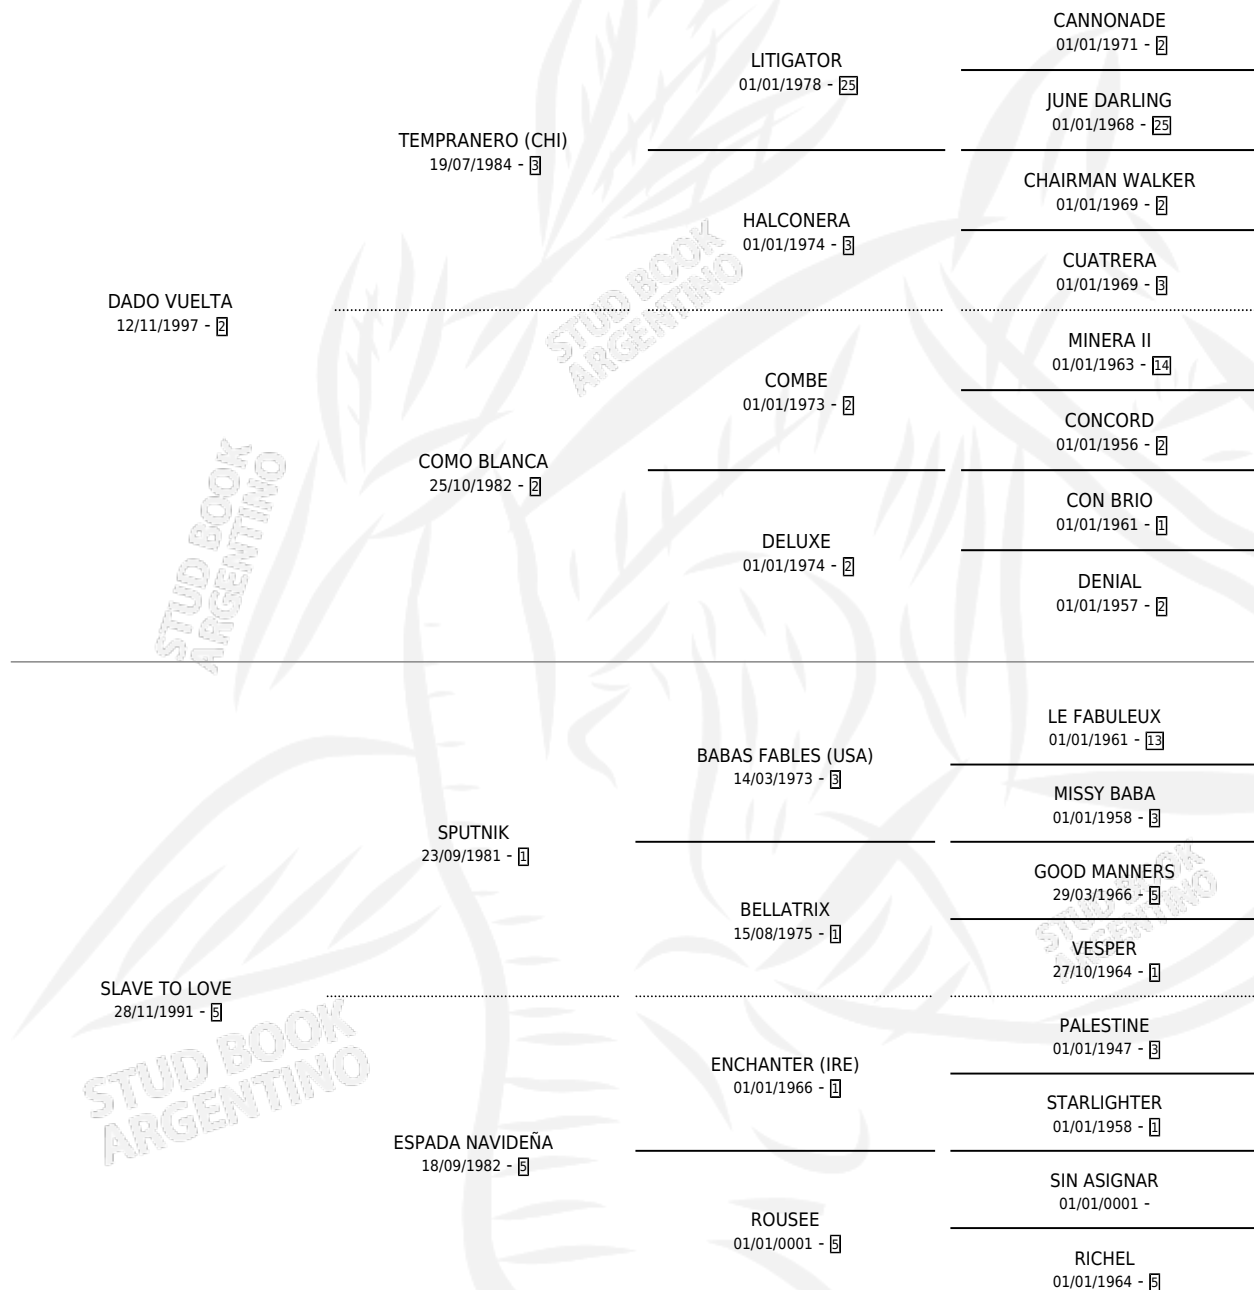 CANNONADE
01/01/1971 - 2
LITIGATOR
01/01/1978 - 25
JUNE DARLING
01/01/1968 - 25
TEMPRANERO (CHI)
19/07/1984 - 3
CHAIRMAN WALKER
01/01/1969 - 2
HALCONERA
01/01/1974 - 3
CUATRERA
01/01/1969 - 3
DADO VUELTA
12/11/1997 - 2
MINERA II
01/01/1963 - 14
COMBE
01/01/1973 - 2
CONCORD
01/01/1956 - 2
COMO BLANCA
25/10/1982 - 2
CON BRIO
01/01/1961 - 1
DELUXE
01/01/1974 - 2
DENIAL
01/01/1957 - 2
STUD BOOK
ARGENTINO
STUD BOOK
ARGENTINO
LE FABULEUX
01/01/1961 - 13
BABAS FABLES (USA)
14/03/1973 - 3
MISSY BABA
01/01/1958 - 3
SPUTNIK
23/09/1981 - 1
GOOD MANNERS
29/03/1966 - 5
BELLATRIX
15/08/1975 - 1
VESPER
27/10/1964 - 1
SLAVE TO LOVE
28/11/1991 - 5
PALESTINE
01/01/1947 - 3
ENCHANTER (IRE)
01/01/1966 - 1
STARLIGHTER
01/01/1958 - 1
ESPADA NAVIDEÑA
18/09/1982 - 5
SIN ASIGNAR
01/01/0001 -
ROUSEE
01/01/0001 - 5
RICHEL
01/01/1964 - 5
STUD BOOK
ARGENTINO
STUD BOOK
ARGENTINO